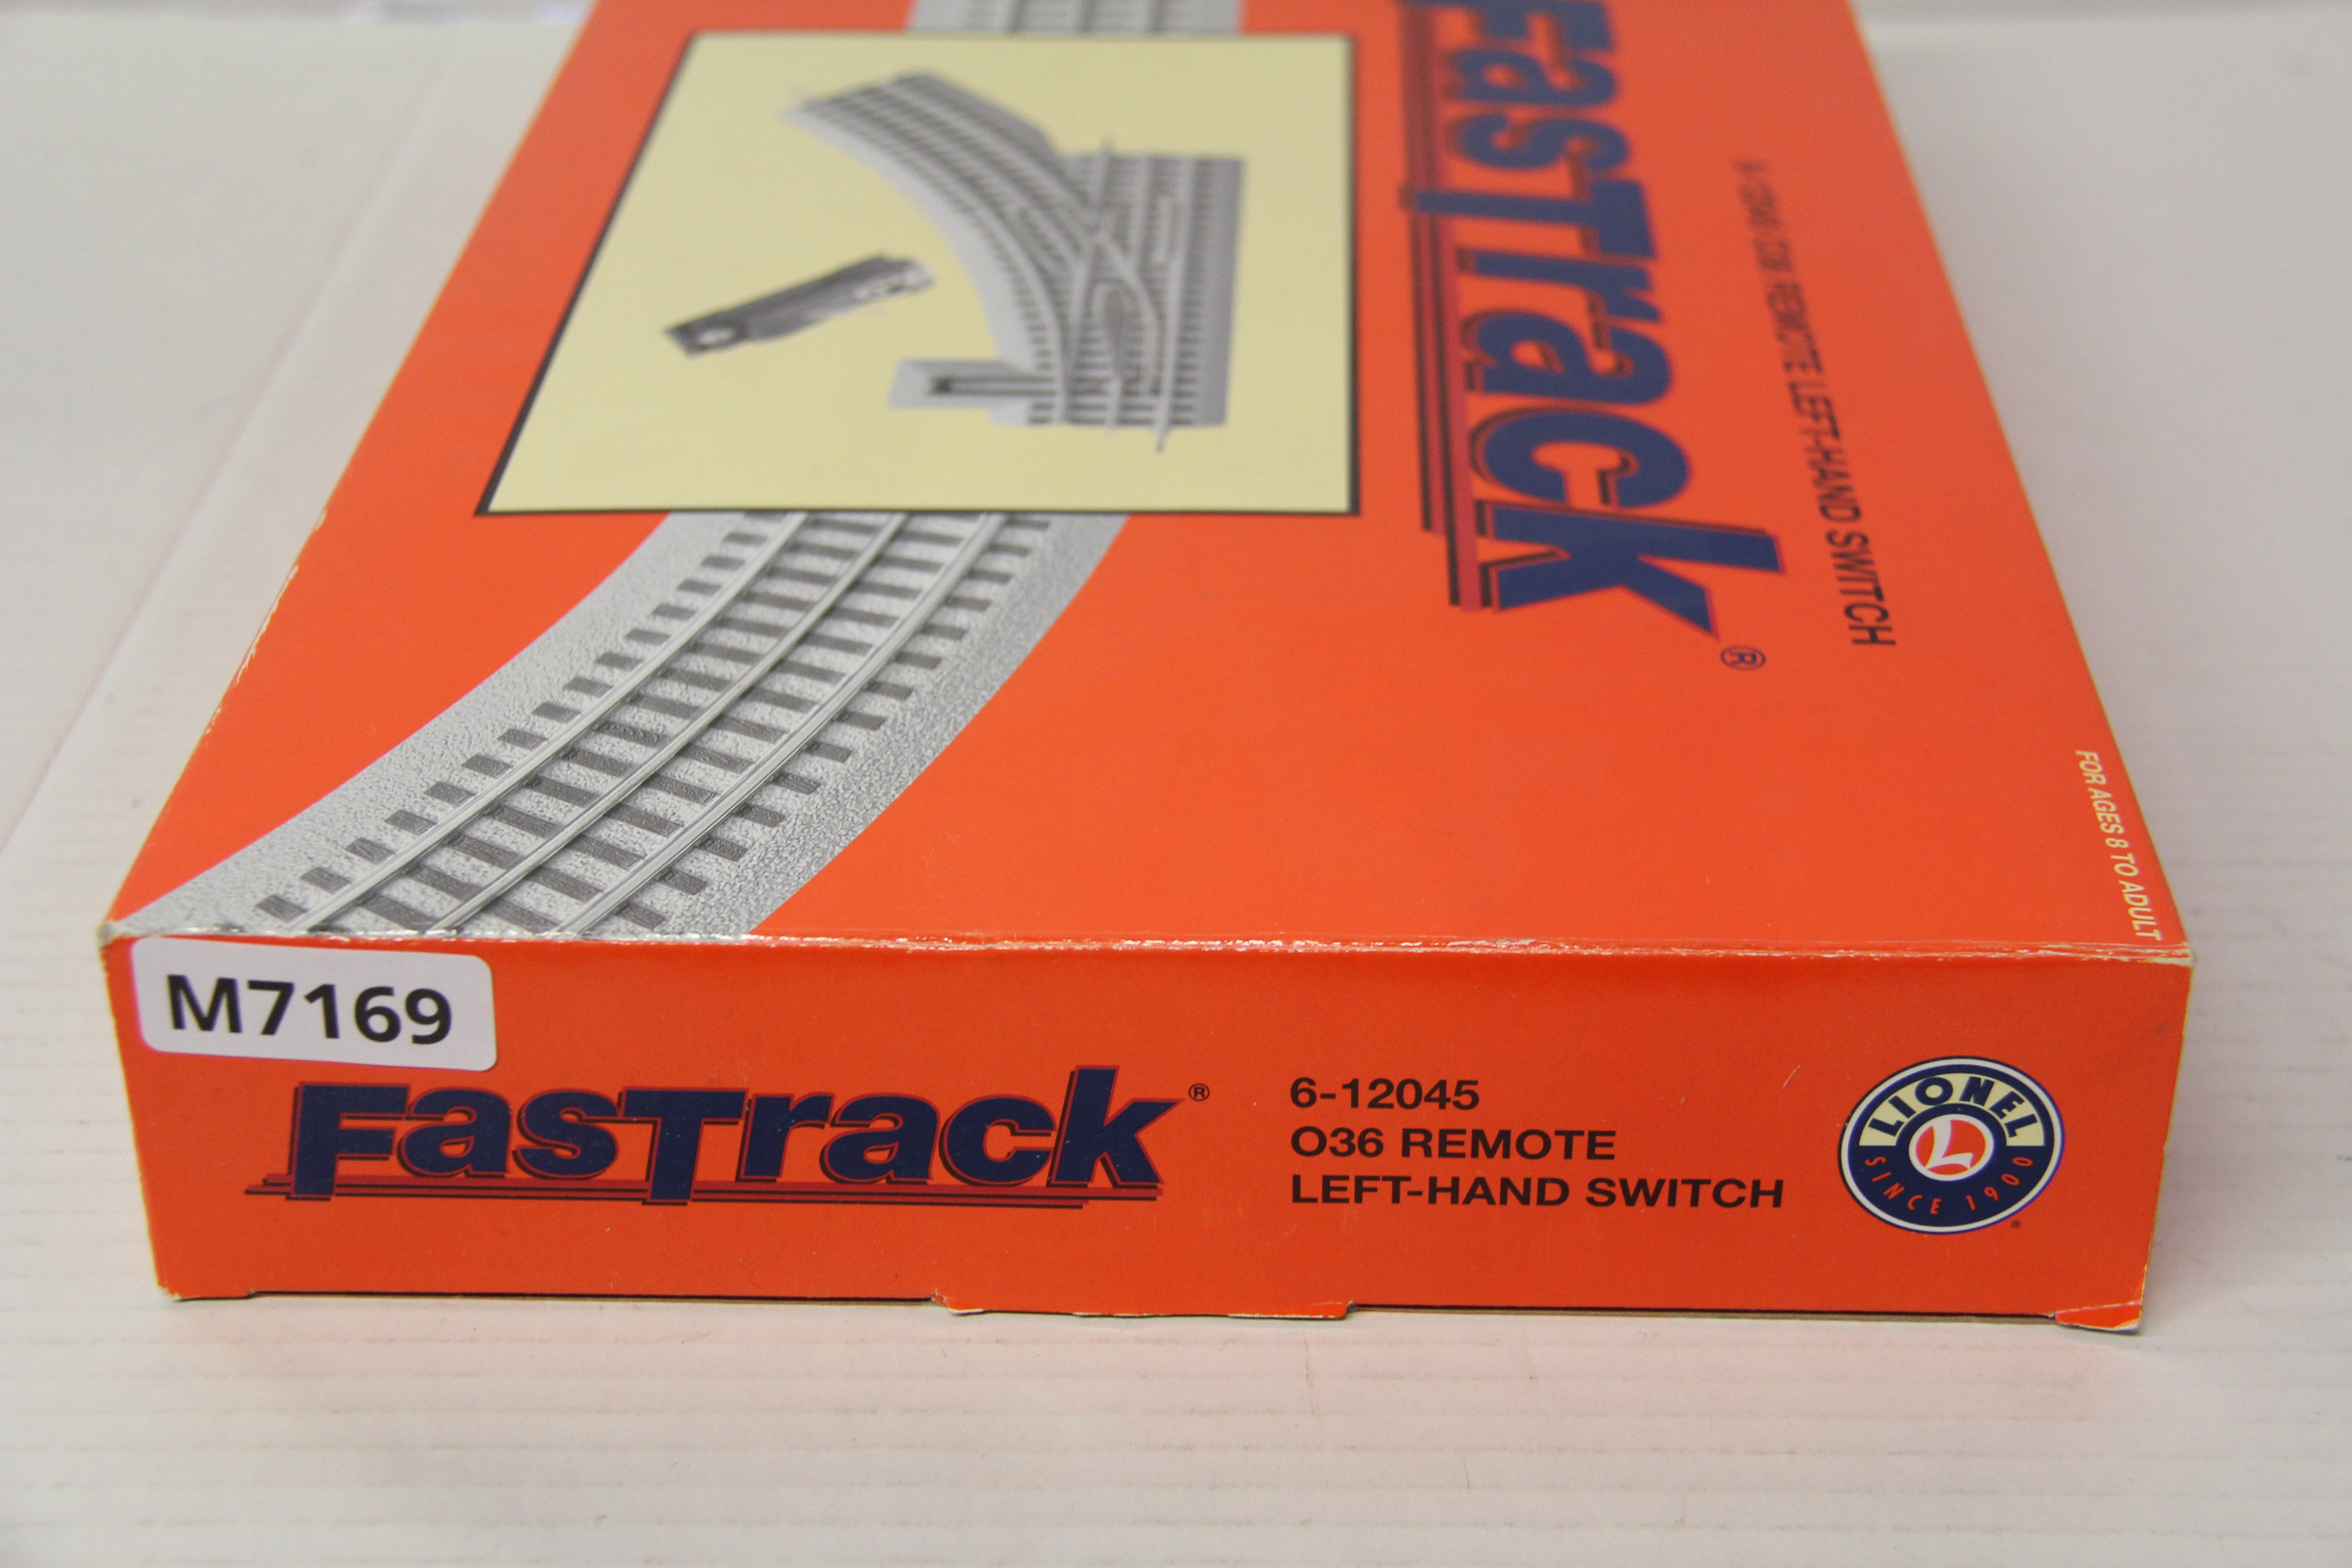 FasTrack®
6-12045 O36 REMOTE LEFT-HAND SWITCH
FOR AGES 8 TO ADULT
M7169
FasTrack®
6-12045
O36 REMOTE
LEFT-HAND SWITCH
LIONEL
SINCE 1900